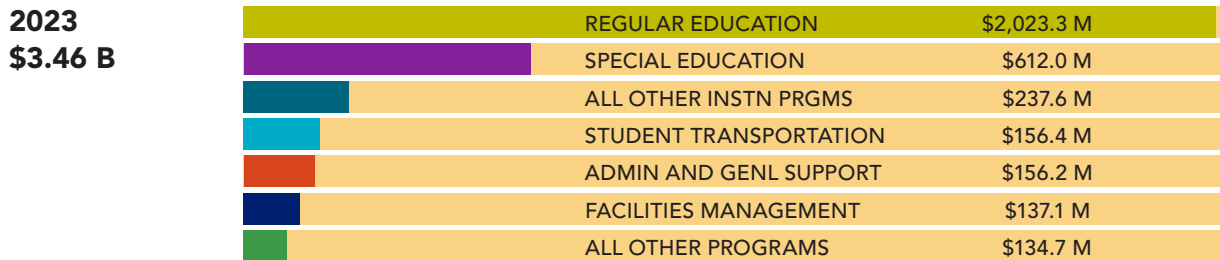 2023
$3.46 B
REGULAR EDUCATION $2,023.3 M
SPECIAL EDUCATION $612.0 M
ALL OTHER INSTN PRGMS $237.6 M
STUDENT TRANSPORTATION $156.4 M
ADMIN AND GENL SUPPORT $156.2 M
FACILITIES MANAGEMENT $137.1 M
ALL OTHER PROGRAMS $134.7 M